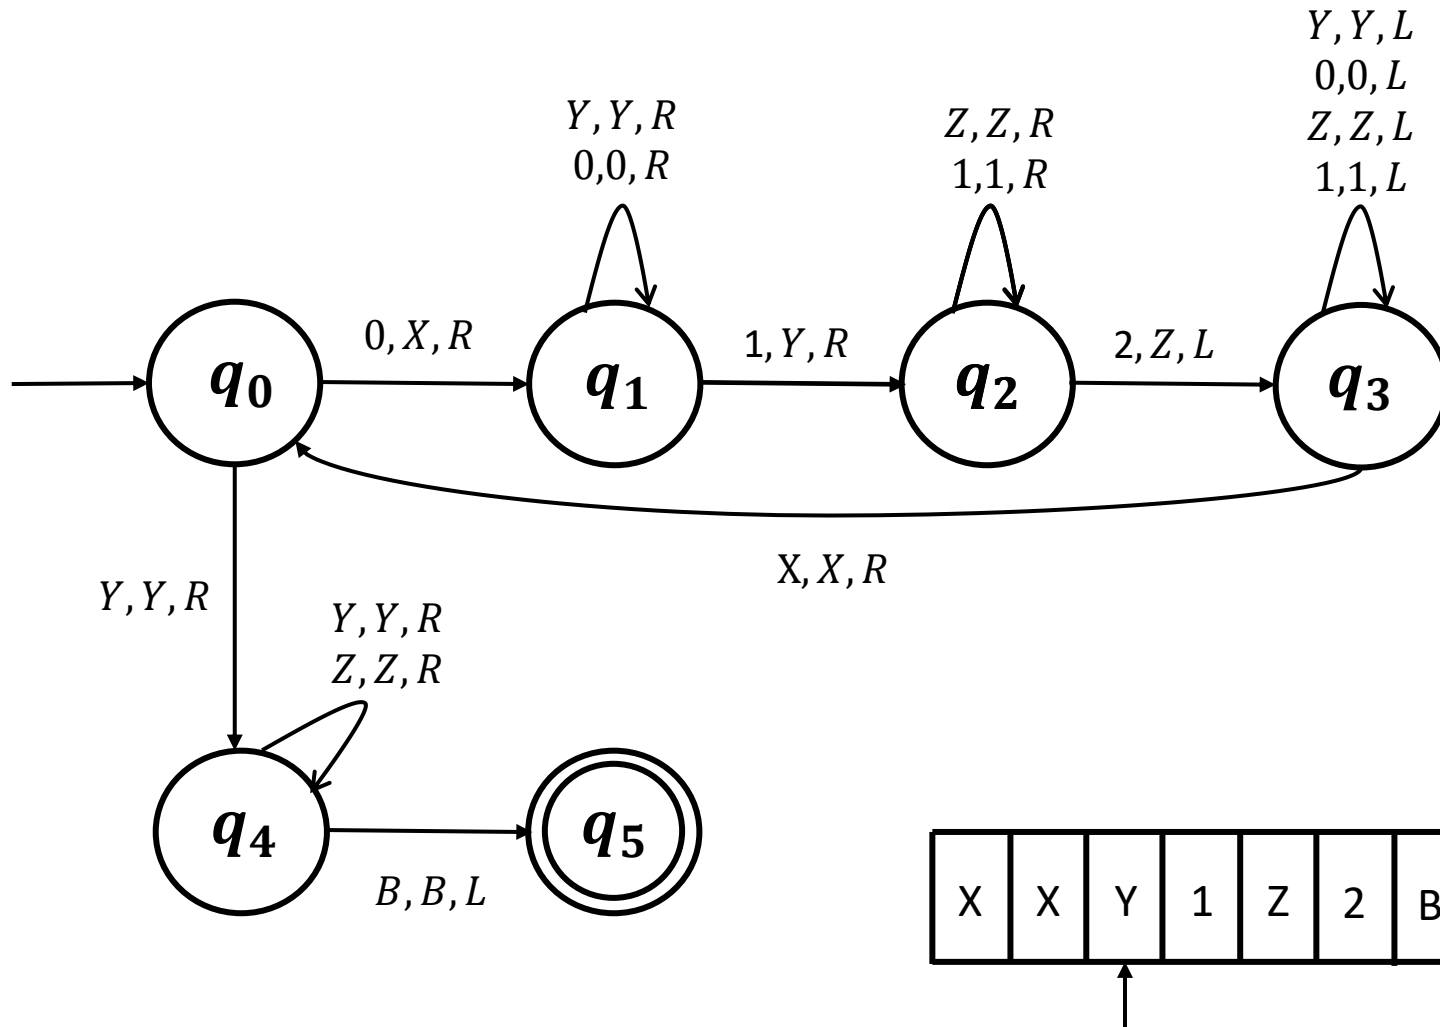 Y, Y, L
0,0, L
Z, Z, L
1,1, L
Y, Y, R
0,0, R
Z, Z, R
1,1, R
0, X, R
1, Y, R
2, Z, L
q0
q1
q2
q3
X, X, R
Y, Y, R
Y, Y, R
Z, Z, R
q4
q5
B, B, L
X X Y 1 Z 2 B